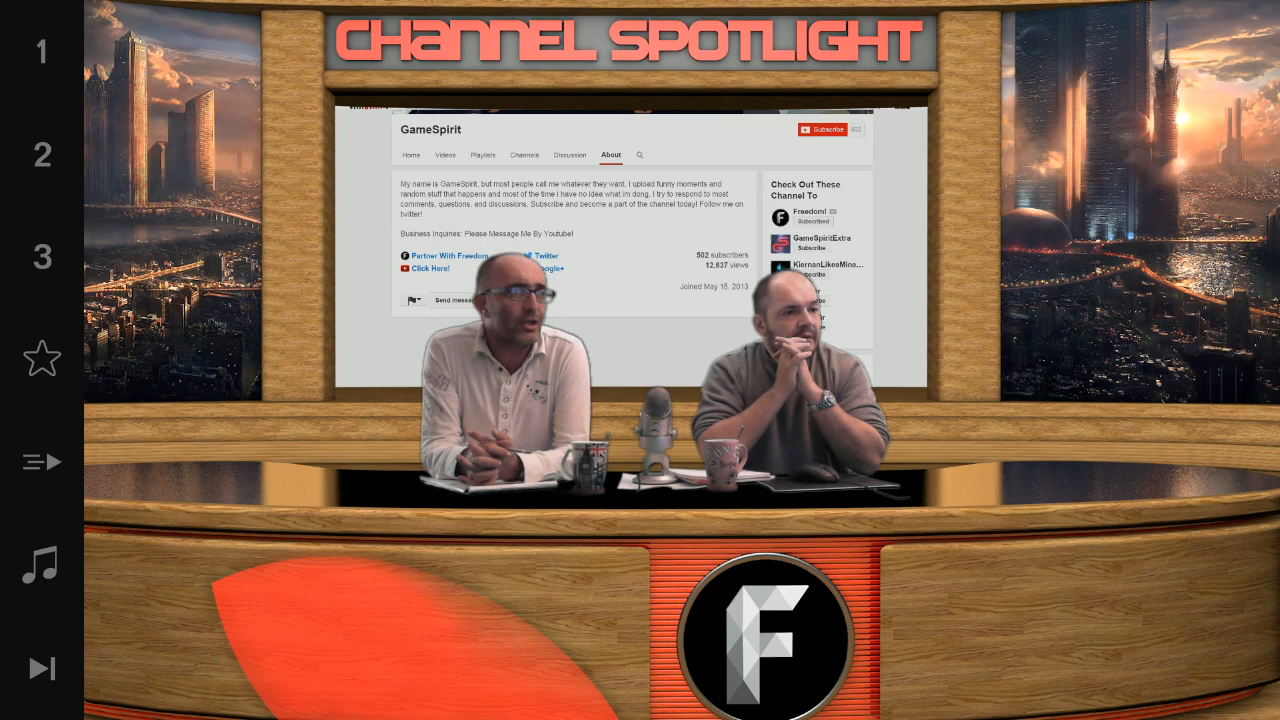 CHANNEL SPOTLIGHT
GameSpirit
Subscribe 602
Home Videos Playlists Channels Discussion About
My name is GameSpirit, but most people call me whatever they want. I upload funny moments and
random stuff that happens and most of the time i have no idea what im dong. I try to respond to most
comments, questions, and discussions. Subscribe and become a part of the channel today! Follow me on
twitter!
Business Inquires: Please Message Me By Youtube!
Partner With Freedom
Twitter
Click Here!
oogle+
502 subscribers
12,637 views
Joined May 15, 2013
Send messa
Check Out These
Channel To
Freedom!
Subscribed
GameSpiritExtra
Subscribe
KiernanLikesMine...
bscribe
1
2
3
F